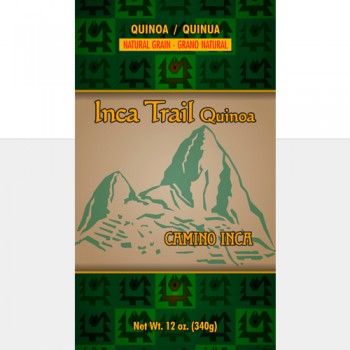 QUINOA / QUINUA
NATURAL GRAIN - GRANO NATURAL
Inca Trail Quinoa
CAMINO INCA
Net Wt. 12 oz. (340g)